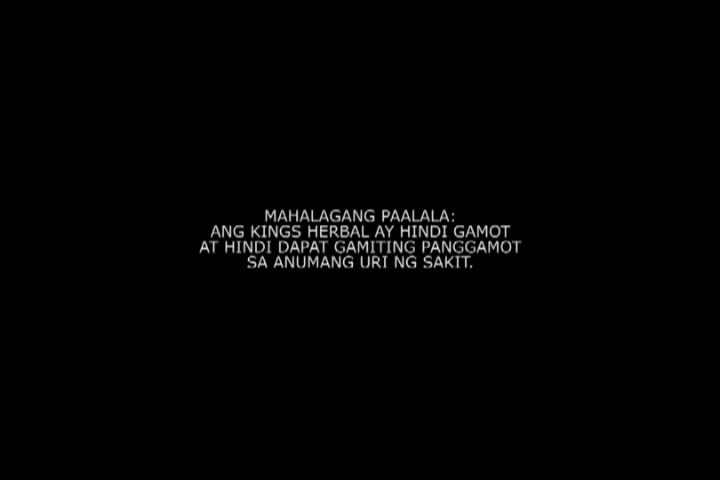 MAHALAGANG PAALALA:
ANG KINGS HERBAL AY HINDI GAMOT
AT HINDI DAPAT GAMITING PANGGAMOT
SA ANUMANG URI NG SAKIT.